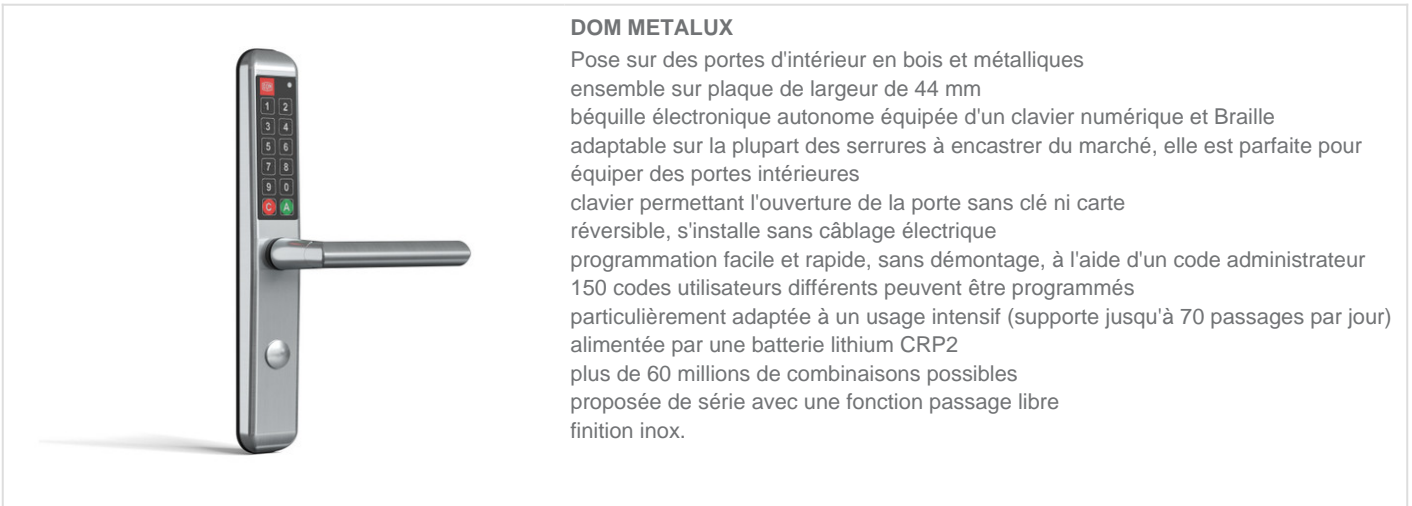 DOM METALUX
Pose sur des portes d'intérieur en bois et métalliques
ensemble sur plaque de largeur de 44 mm
béquille électronique autonome équipée d'un clavier numérique et Braille
adaptable sur la plupart des serrures à encastrer du marché, elle est parfaite pour
équiper des portes intérieures
clavier permettant l'ouverture de la porte sans clé ni carte
réversible, s'installe sans câblage électrique
programmation facile et rapide, sans démontage, à l'aide d'un code administrateur
150 codes utilisateurs différents peuvent être programmés
particulièrement adaptée à un usage intensif (supporte jusqu'à 70 passages par jour)
alimentée par une batterie lithium CRP2
plus de 60 millions de combinaisons possibles
proposée de série avec une fonction passage libre
finition inox.
1 2
3 4
5 6
7 8
9 0
C A